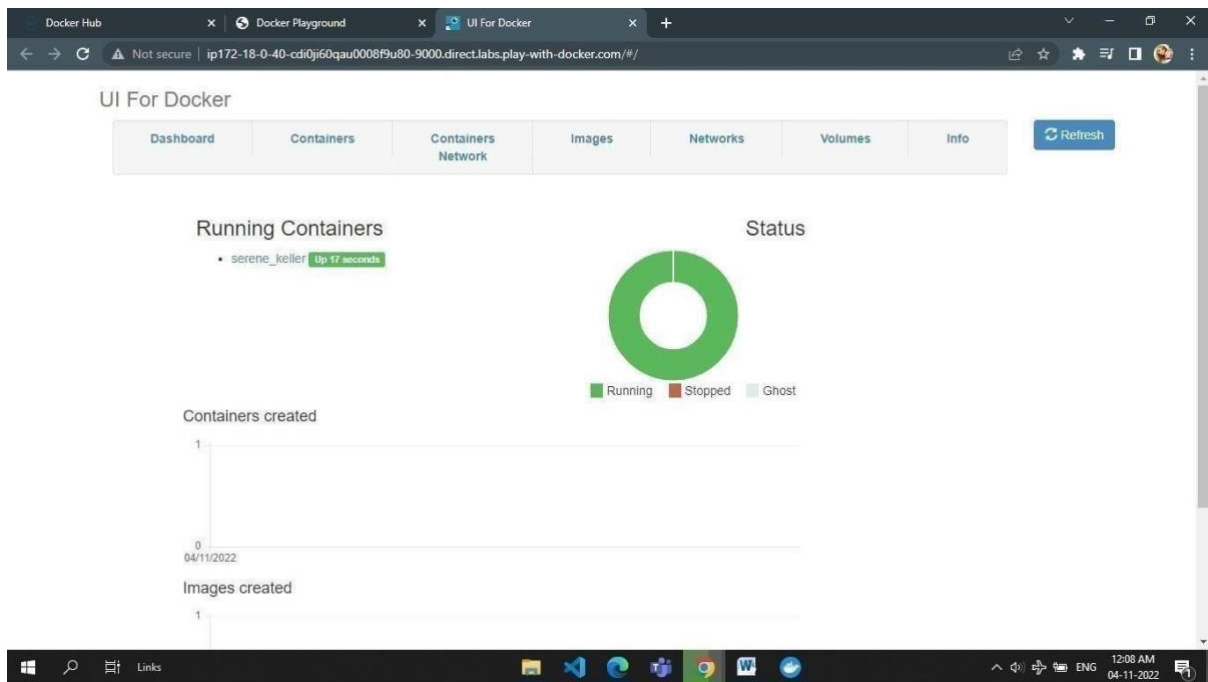 Docker Hub
Docker Playground
UI For Docker
Not secure | ip172-18-0-40-cdi0ji60qau0008f9u80-9000.direct.labs.play-with-docker.com/#/
UI For Docker
Dashboard
Containers
Containers
Network
Images
Networks
Volumes
Info
Refresh
Running Containers
• serene_keller Up 17 seconds
Status
Running
Stopped
Ghost
Containers created
1
0
04/11/2022
Images created
1
Links
ENG
12:08 AM
04-11-2022
1